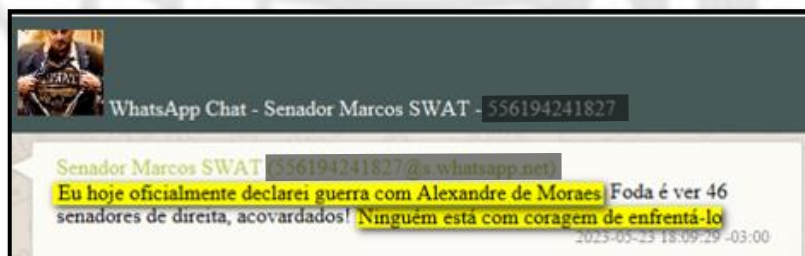 WhatsApp Chat - Senador Marcos SWAT - 556194241827
Senador Marcos SWAT (556194241827@s.whatsapp.net)
Eu hoje oficialmente declarei guerra com Alexandre de Moraes Foda é ver 46
senadores de direita, acovardados! Ninguém está com coragem de enfrentá-lo
2023-05-23 18:09:29 -03:00